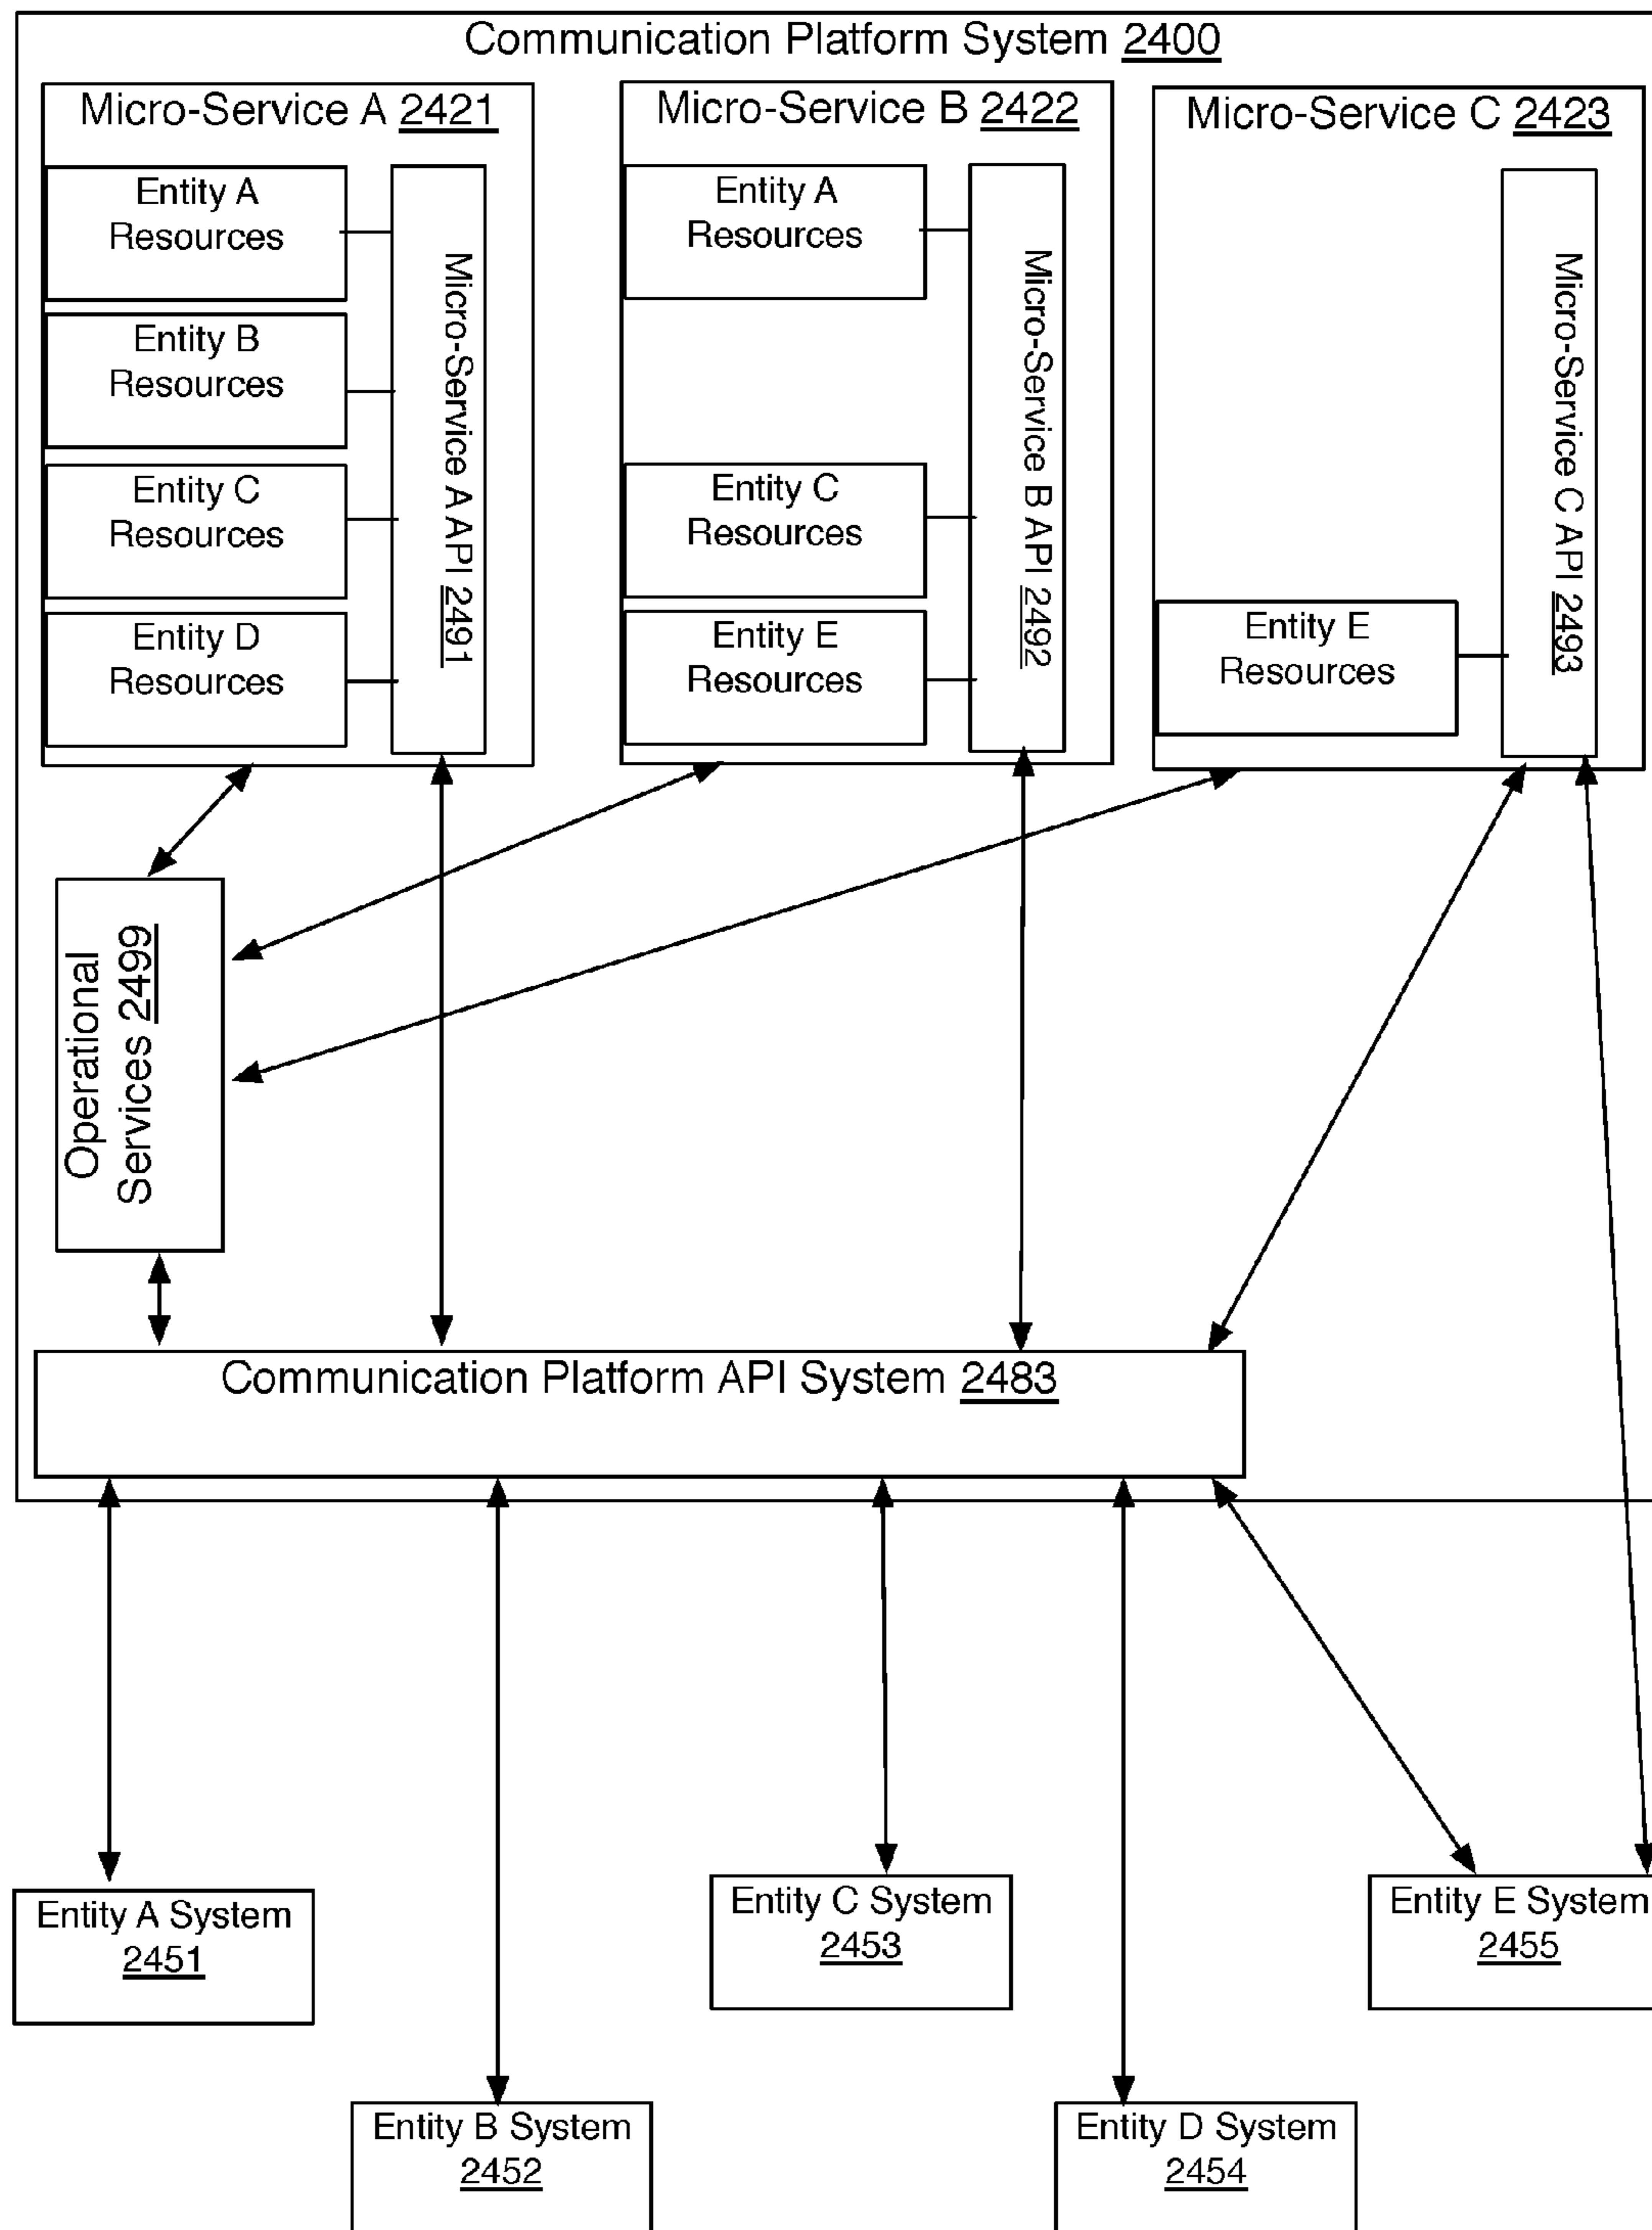 Communication Platform System 2400
Micro-Service A 2421
Entity A
Resources
Entity B
Resources
Entity C
Resources
Entity D
Resources
Micro-Service A API 2491
Micro-Service B 2422
Entity A
Resources
Entity C
Resources
Entity E
Resources
Micro-Service B API 2492
Micro-Service C 2423
Entity E
Resources
Micro-Service C API 2493
Operational
Services 2499
Communication Platform API System 2483
Entity A System
2451
Entity C System
2453
Entity E System
2455
Entity B System
2452
Entity D System
2454